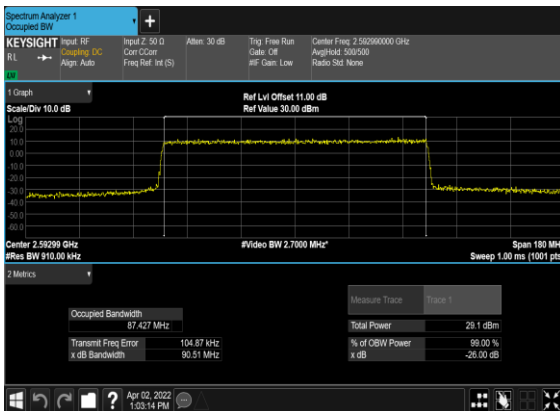 Spectrum Analyzer 1
Occupied BW
KEYSIGHT
RL
LV
Input: RF
Coupling: DC
Align: Auto
Input Z: 50 Ω
Corr CCorr
Freq Ref: Int (S)
Atten: 30 dB
Trig: Free Run
Gate: Off
#IF Gain: Low
Center Freq: 2.592990000 GHz
Avg|Hold: 500/500
Radio Std: None
1 Graph
Scale/Div 10.0 dB
Ref Lvl Offset 11.00 dB
Ref Value 30.00 dBm
Log
20.0
10.0
0.00
-10.0
-20.0
-30.0
-40.0
-50.0
-60.0
Center 2.59299 GHz
#Res BW 910.00 kHz
#Video BW 2.7000 MHz*
Span 180 MH
Sweep 1.00 ms (1001 pts
2 Metrics
Measure Trace
Trace 1
Occupied Bandwidth
87.427 MHz
Total Power
29.1 dBm
Transmit Freq Error
104.87 kHz
% of OBW Power
99.00 %
x dB Bandwidth
90.51 MHz
x dB
-26.00 dB
Apr 02, 2022
1:03:14 PM